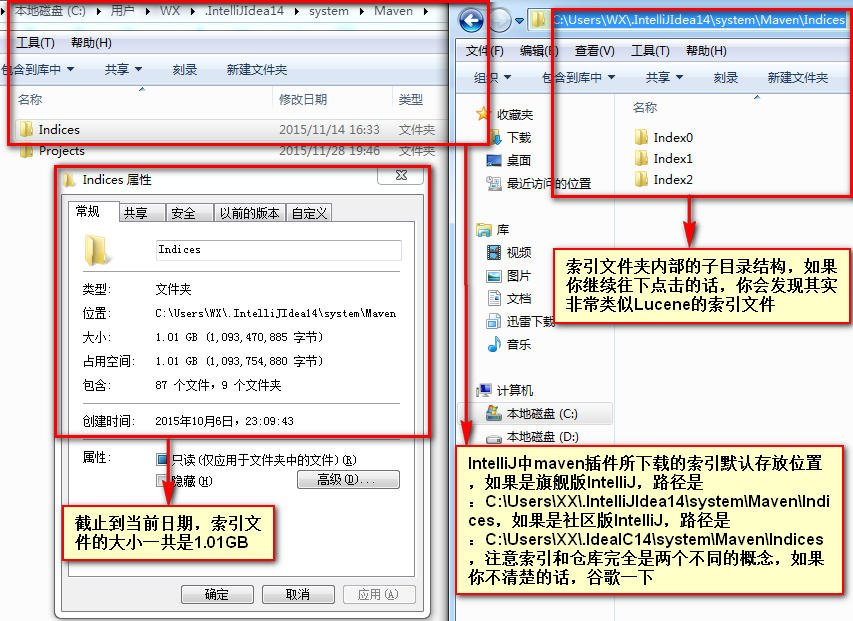 本地磁盘 (C:) 用户 WX .IntelliJIdea14 system Maven
工具(T) 帮助(H)
包含到库中 共享 刻录 新建文件夹
名称 修改日期 类型
Indices 2015/11/14 16:33 文件夹
Projects 2015/11/28 19:46 文件夹
Indices 属性
常规 共享 安全 以前的版本 自定义
Indices
类型: 文件夹
位置: C:\Users\WX\.IntelliJIdea14\system\Maven
大小: 1.01 GB (1,093,470,885 字节)
占用空间: 1.01 GB (1,093,754,880 字节)
包含: 87 个文件，9 个文件夹
创建时间: 2015年10月6日，23:09:43
属性: 只读(仅应用于文件夹中的文件)(R)
隐藏(H) 高级(D)...
截止到当前日期，索引文
件的大小一共是1.01GB
确定 取消 应用(A)
C:\Users\WX\.IntelliJIdea14\system\Maven\Indices
文件(F) 编辑(E) 查看(V) 工具(T) 帮助(H)
组织 包含到库中 共享 刻录 新建文件夹
收藏夹
下载
桌面
最近访问的位置
库
视频
图片
文档
迅雷下载
音乐
计算机
本地磁盘 (C:)
本地磁盘 (D:)
名称
Index0
Index1
Index2
索引文件夹内部的子目录结构，如果
你继续往下点击的话，你会发现其实
非常类似Lucene的索引文件
IntelliJ中maven插件所下载的索引默认存放位置
，如果是旗舰版IntelliJ，路径是
：C:\Users\XX\.IntelliJIdea14\system\Maven\Indi
ces，如果是社区版IntelliJ，路径是
：C:\Users\XX\.IdeaIC14\system\Maven\Indices
，注意索引和仓库完全是两个不同的概念，如果
你不清楚的话，谷歌一下